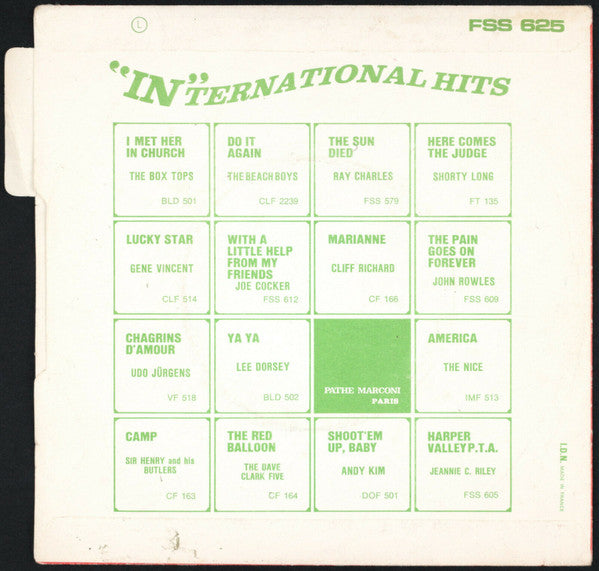 L
FSS 625
"IN"TERNATIONAL HITS
I MET HER
IN CHURCH
THE BOX TOPS
BLD 501
DO IT
AGAIN
THE BEACH BOYS
CLF 2239
THE SUN
DIED
RAY CHARLES
FSS 579
HERE COMES
THE JUDGE
SHORTY LONG
FT 135
LUCKY STAR
GENE VINCENT
CLF 514
WITH A
LITTLE HELP
FROM MY
FRIENDS
JOE COCKER
FSS 612
MARIANNE
CLIFF RICHARD
CF 166
THE PAIN
GOES ON
FOREVER
JOHN ROWLES
FSS 609
CHAGRINS
D'AMOUR
UDO JÜRGENS
VF 518
YA YA
LEE DORSEY
BLD 502
PATHE MARCONI
PARIS
AMERICA
THE NICE
IMF 513
CAMP
SIR HENRY and his
BUTLERS
CF 163
THE RED
BALLOON
THE DAVE
CLARK FIVE
CF 164
SHOOT'EM
UP, BABY
ANDY KIM
DOF 501
HARPER
VALLEY P.T.A.
JEANNIE C. RILEY
FSS 605
I.D.N. MADE IN FRANCE